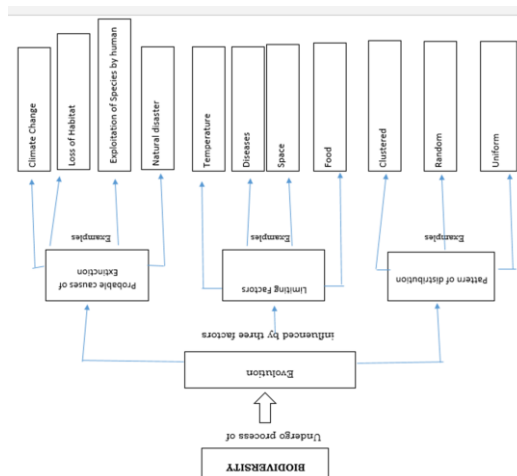 BIODIVERSITY
Undergo process of
Evolution
influenced by three factors
Pattern of distribution
Limiting Factors
Probable causes of
Extinction
Examples
Examples
Examples
Uniform
Random
Clustered
Food
Space
Diseases
Temperature
Natural disaster
Exploitation of Species by human
Loss of Habitat
Climate Change